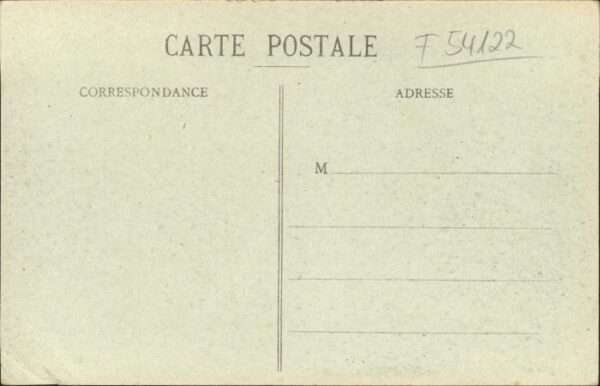 CARTE POSTALE F 54122
CORRESPONDANCE ADRESSE
M